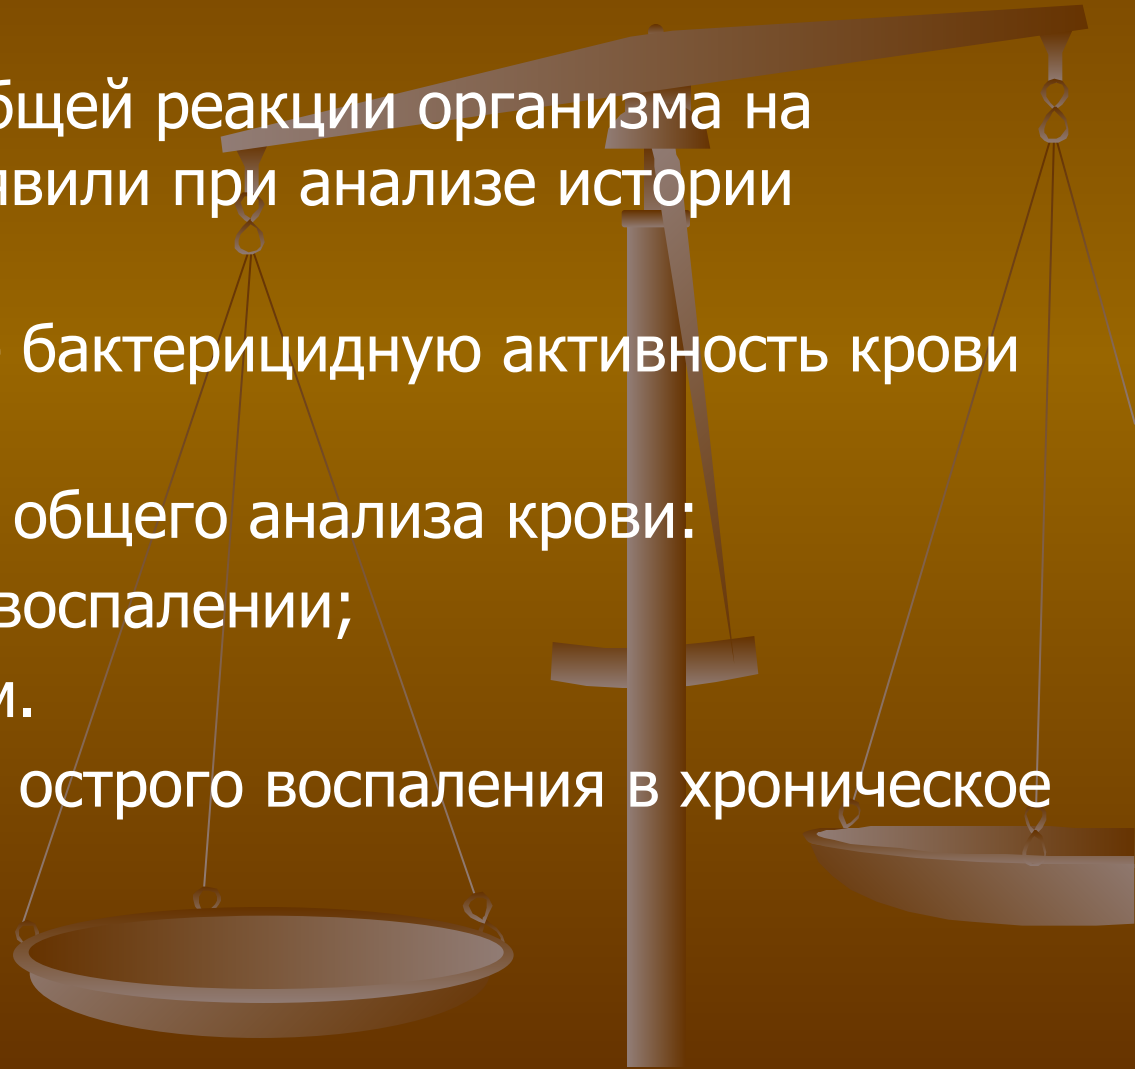 бщей реакции организма на
явили при анализе истории
бактерицидную активность крови
общего анализа крови:
воспалении;
и.
острого воспаления в хроническое